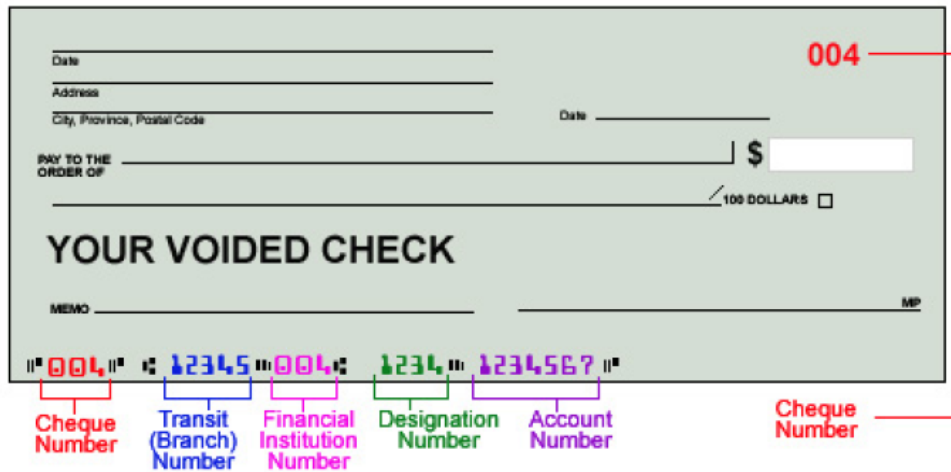 004
Date
Address
City, Province, Postal Code
Date
PAY TO THE
ORDER OF
$
/100 DOLLARS
YOUR VOIDED CHECK
MEMO
MP
⑈004⑈ ⑆12345⑉004⑆ 1234⑉1234567⑈
Cheque
Number
Transit
(Branch)
Number
Financial
Institution
Number
Designation
Number
Account
Number
Cheque
Number